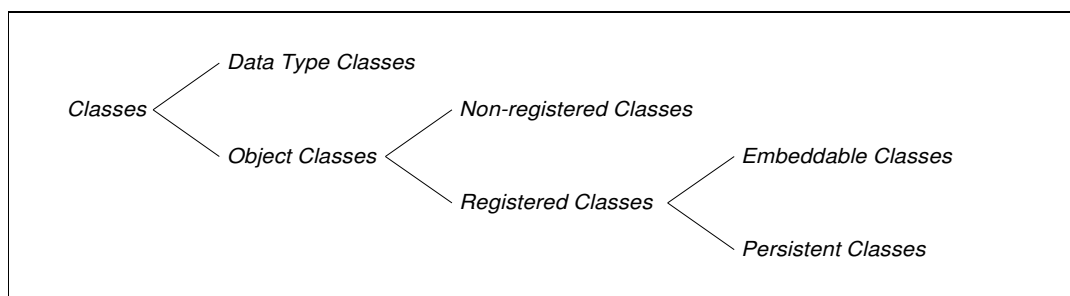 Data Type Classes
Classes
Non-registered Classes
Object Classes
Embeddable Classes
Registered Classes
Persistent Classes